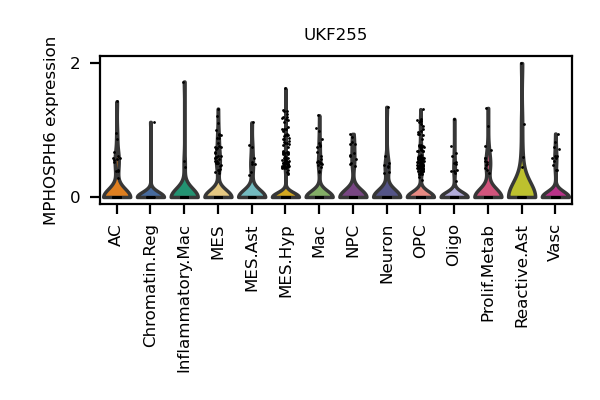 UKF255
MPHOSPH6 expression
2
0
AC
Chromatin.Reg
Inflammatory.Mac
MES
MES.Ast
MES.Hyp
Mac
NPC
Neuron
OPC
Oligo
Prolif.Metab
Reactive.Ast
Vasc